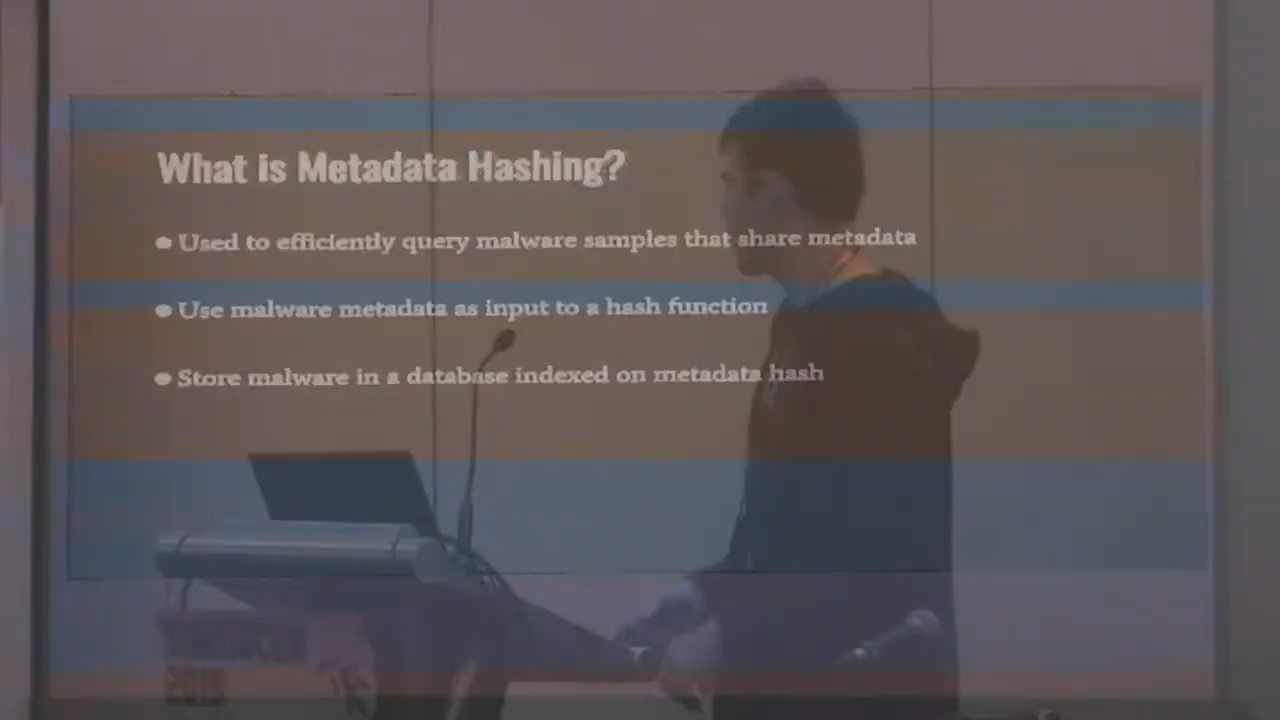 What is Metadata Hashing?
Used to efficiently query malware samples that share metadata
Use malware metadata as input to a hash function
Store malware in a database indexed on metadata hash